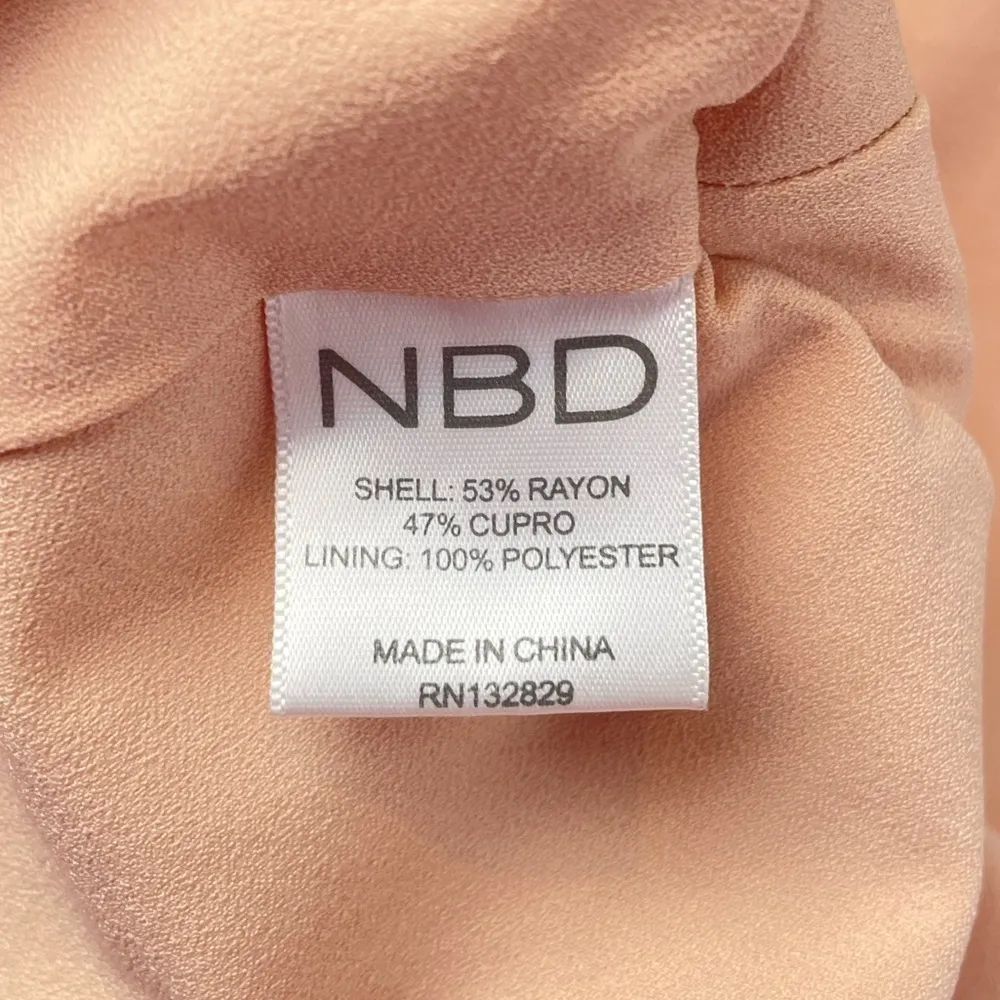 NBD
SHELL: 53% RAYON
47% CUPRO
LINING: 100% POLYESTER
MADE IN CHINA
RN132829